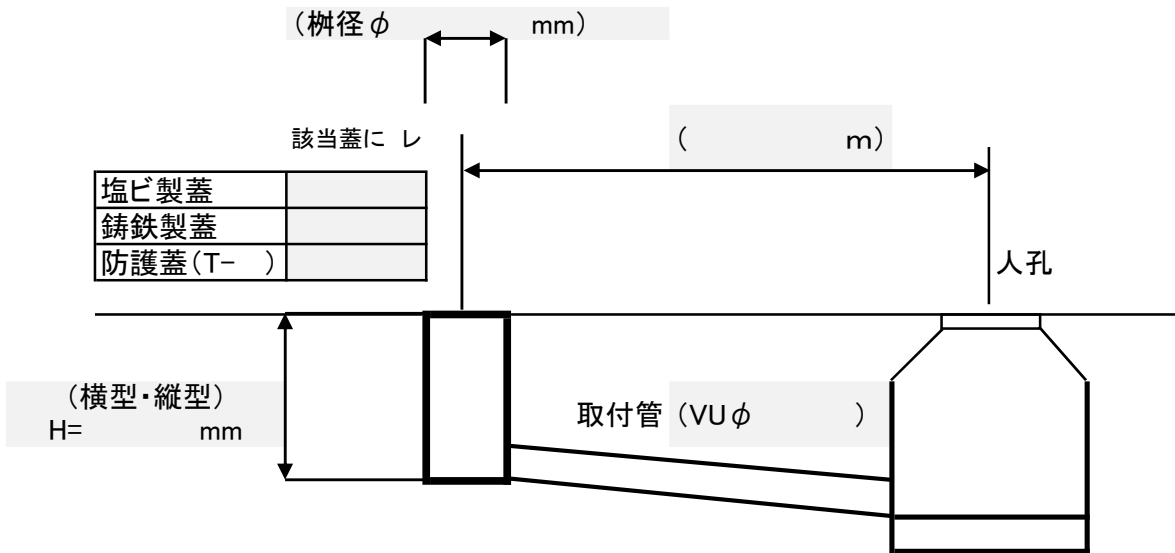 (桝径φ　　　　mm)
該当蓋に レ
(　　　　m)
塩ビ製蓋
鋳鉄製蓋
防護蓋(T-　)
人孔
(横型・縦型)
H=　　　　mm
取付管 (VUφ　　　)